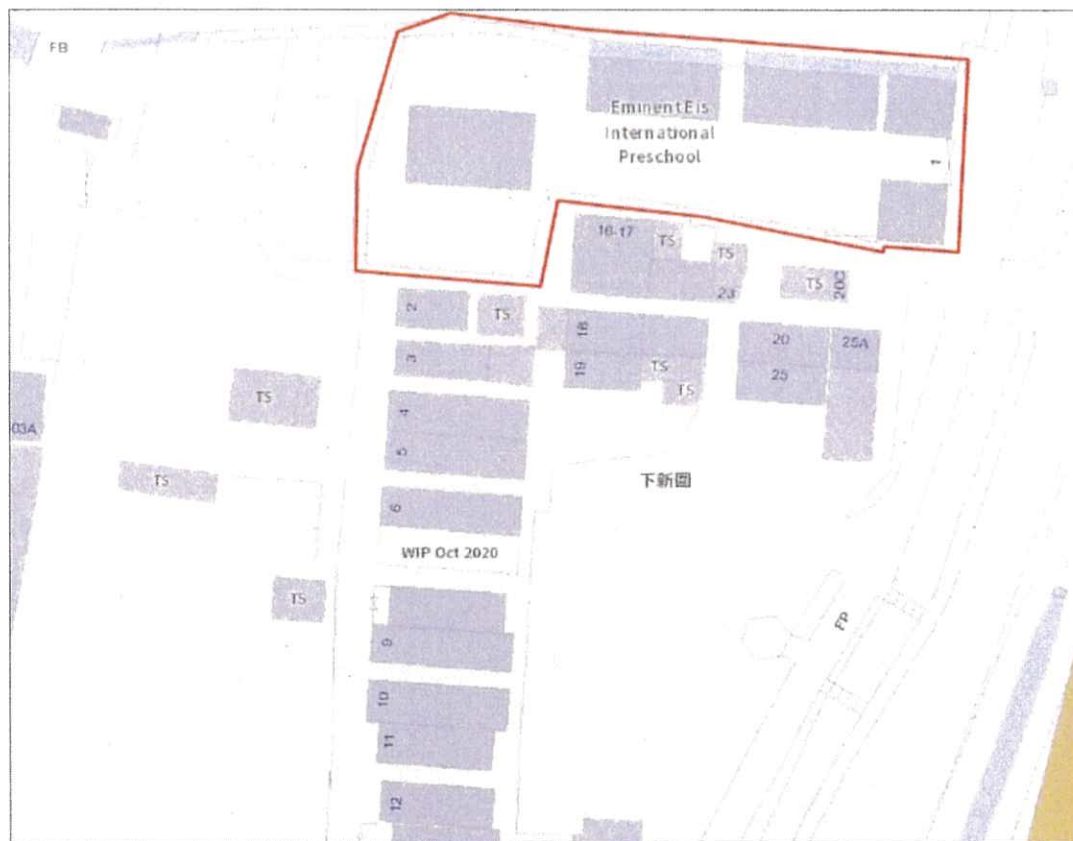 FB
EminentEis
International
Preschool
1
16-17
TS
TS
23
TS
20C
2
TS
18
20
25A
3
19
TS
25
TS
TS
4
03A
5
TS
下新圍
6
WIP Oct 2020
TS
FP
9
10
11
12